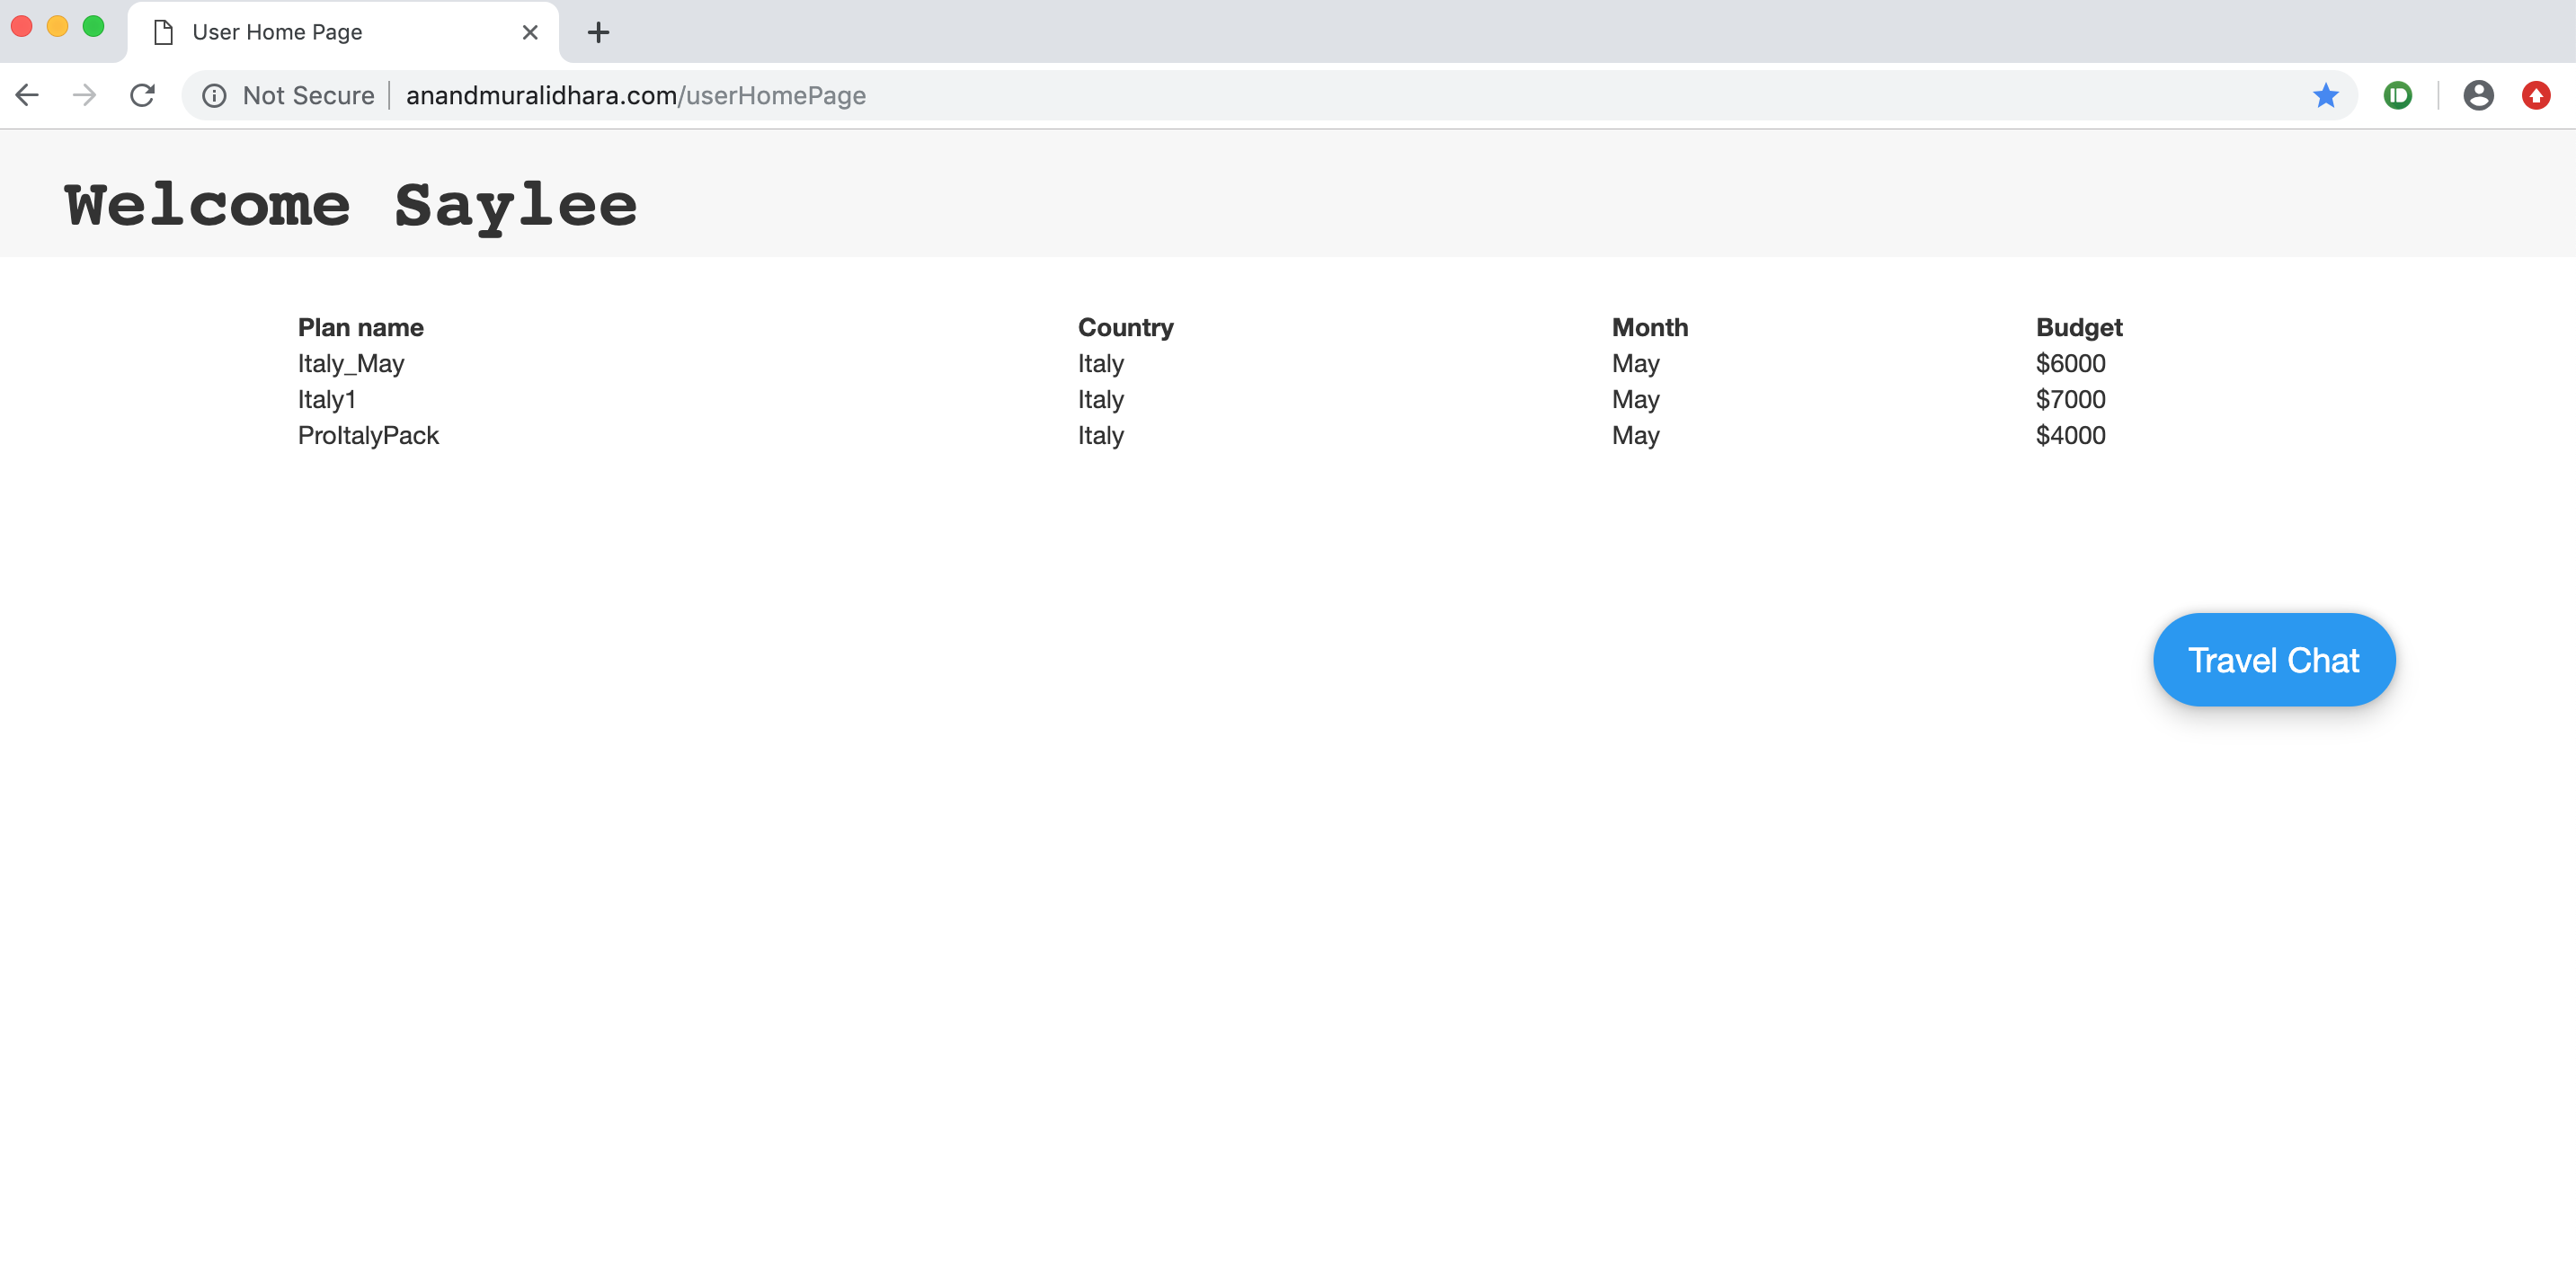 User Home Page
Not Secure | anandmuralidhara.com/userHomePage
Welcome Saylee
Plan name Country Month Budget
Italy_May Italy May $6000
Italy1 Italy May $7000
ProItalyPack Italy May $4000
Travel Chat